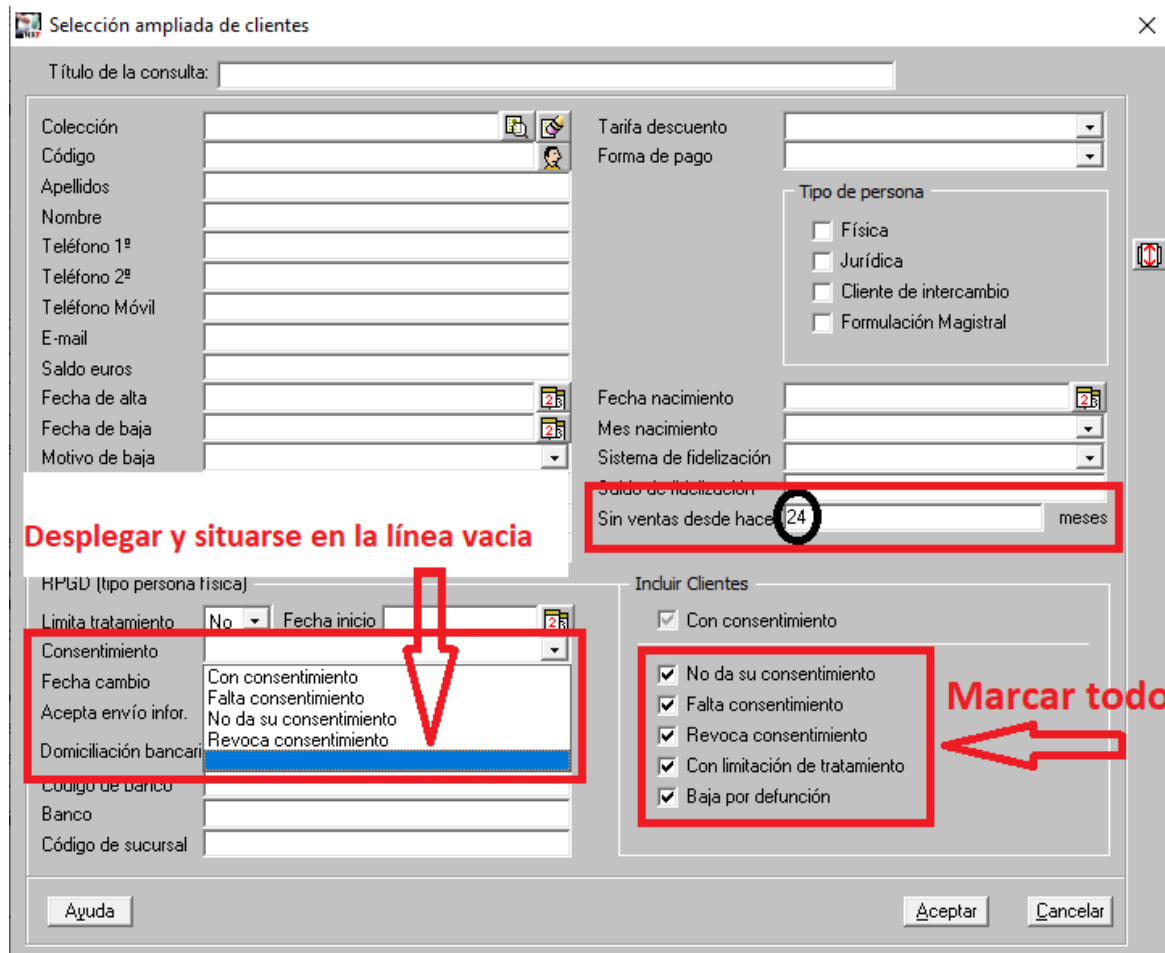 Selección ampliada de clientes
Título de la consulta:
Colección
Código
Apellidos
Nombre
Teléfono 1º
Teléfono 2º
Teléfono Móvil
E-mail
Saldo euros
Fecha de alta
Fecha de baja
Motivo de baja
Tarifa descuento
Forma de pago
Tipo de persona
Física
Jurídica
Cliente de intercambio
Formulación Magistral
Fecha nacimiento
Mes nacimiento
Sistema de fidelización
Saldo de fidelización
Sin ventas desde hace 24 meses
Desplegar y situarse en la línea vacia
RPGD (tipo persona física)
Limita tratamiento No Fecha inicio
Consentimiento
Fecha cambio
Acepta envío infor.
Domiciliación bancari
Con consentimiento
Falta consentimiento
No da su consentimiento
Revoca consentimiento
Código de banco
Banco
Código de sucursal
Incluir Clientes
Con consentimiento
No da su consentimiento
Falta consentimiento
Revoca consentimiento
Con limitación de tratamiento
Baja por defunción
Marcar todo
Ayuda
Aceptar
Cancelar